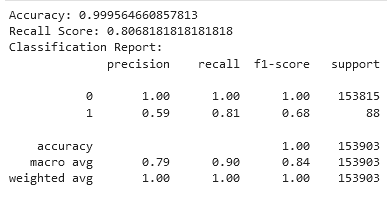 Accuracy: 0.999564660857813
Recall Score: 0.8068181818181818
Classification Report:
precision recall f1-score support
0 1.00 1.00 1.00 153815
1 0.59 0.81 0.68 88
accuracy 1.00 153903
macro avg 0.79 0.90 0.84 153903
weighted avg 1.00 1.00 1.00 153903